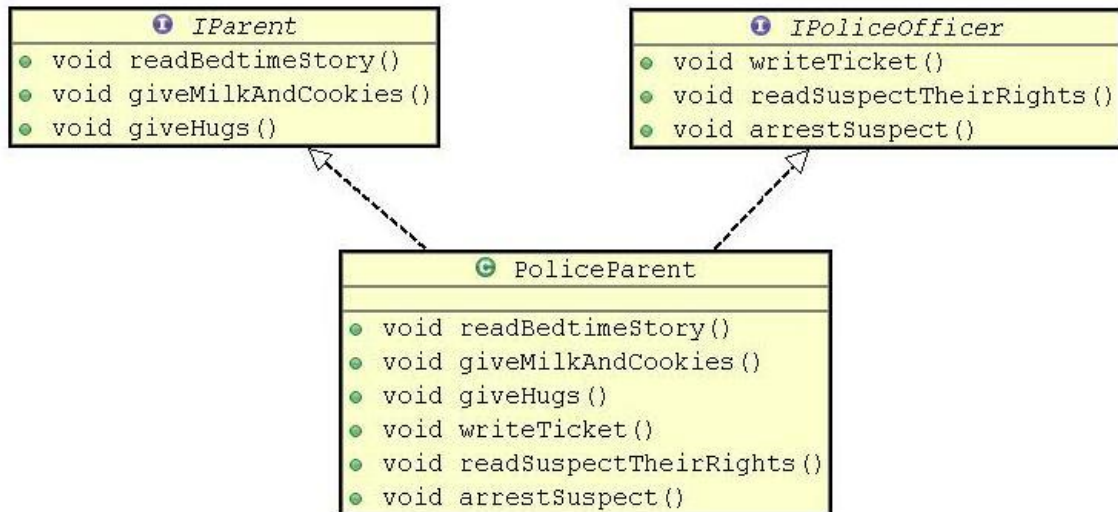 I IParent
void readBedtimeStory()
void giveMilkAndCookies()
void giveHugs()
I IPoliceOfficer
void writeTicket()
void readSuspectTheirRights()
void arrestSuspect()
C PoliceParent
void readBedtimeStory()
void giveMilkAndCookies()
void giveHugs()
void writeTicket()
void readSuspectTheirRights()
void arrestSuspect()